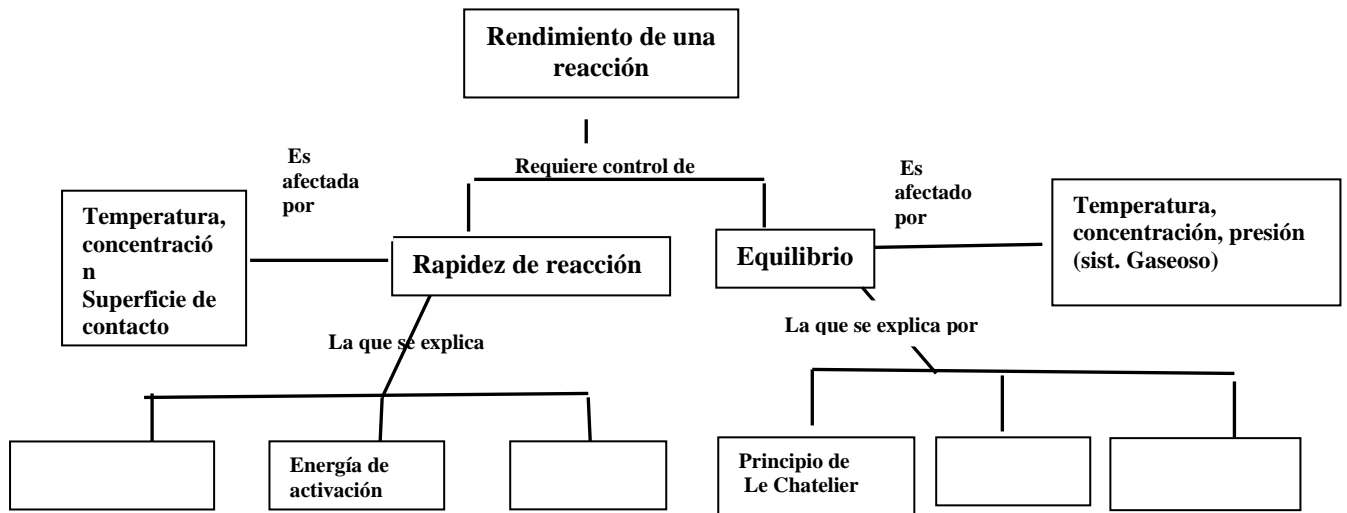 Rendimiento de una
reacción
Requiere control de
Es
afectada
por
Es
afectado
por
Temperatura,
concentració
n
Superficie de
contacto
Rapidez de reacción
Equilibrio
Temperatura,
concentración, presión
(sist. Gaseoso)
La que se explica
La que se explica por
Energía de
activación
Principio de
Le Chatelier